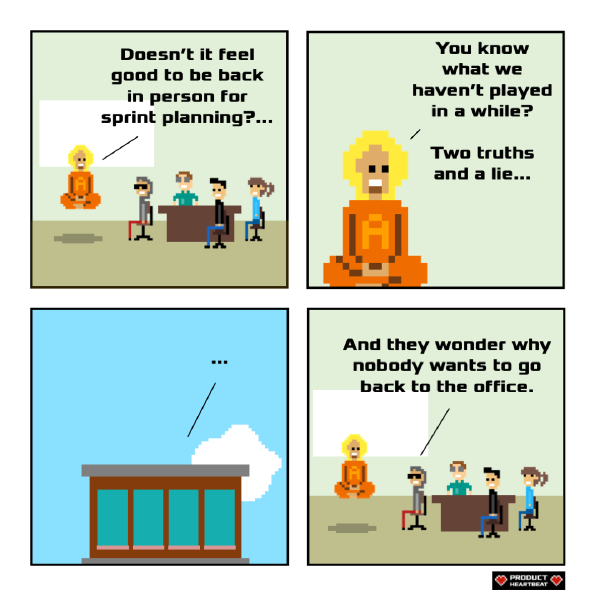 Doesn't it feel
good to be back
in person for
sprint planning?...
You know
what we
haven't played
in a while?
Two truths
and a lie...
...
And they wonder why
nobody wants to go
back to the office.
PRODUCT
HEARTBEAT